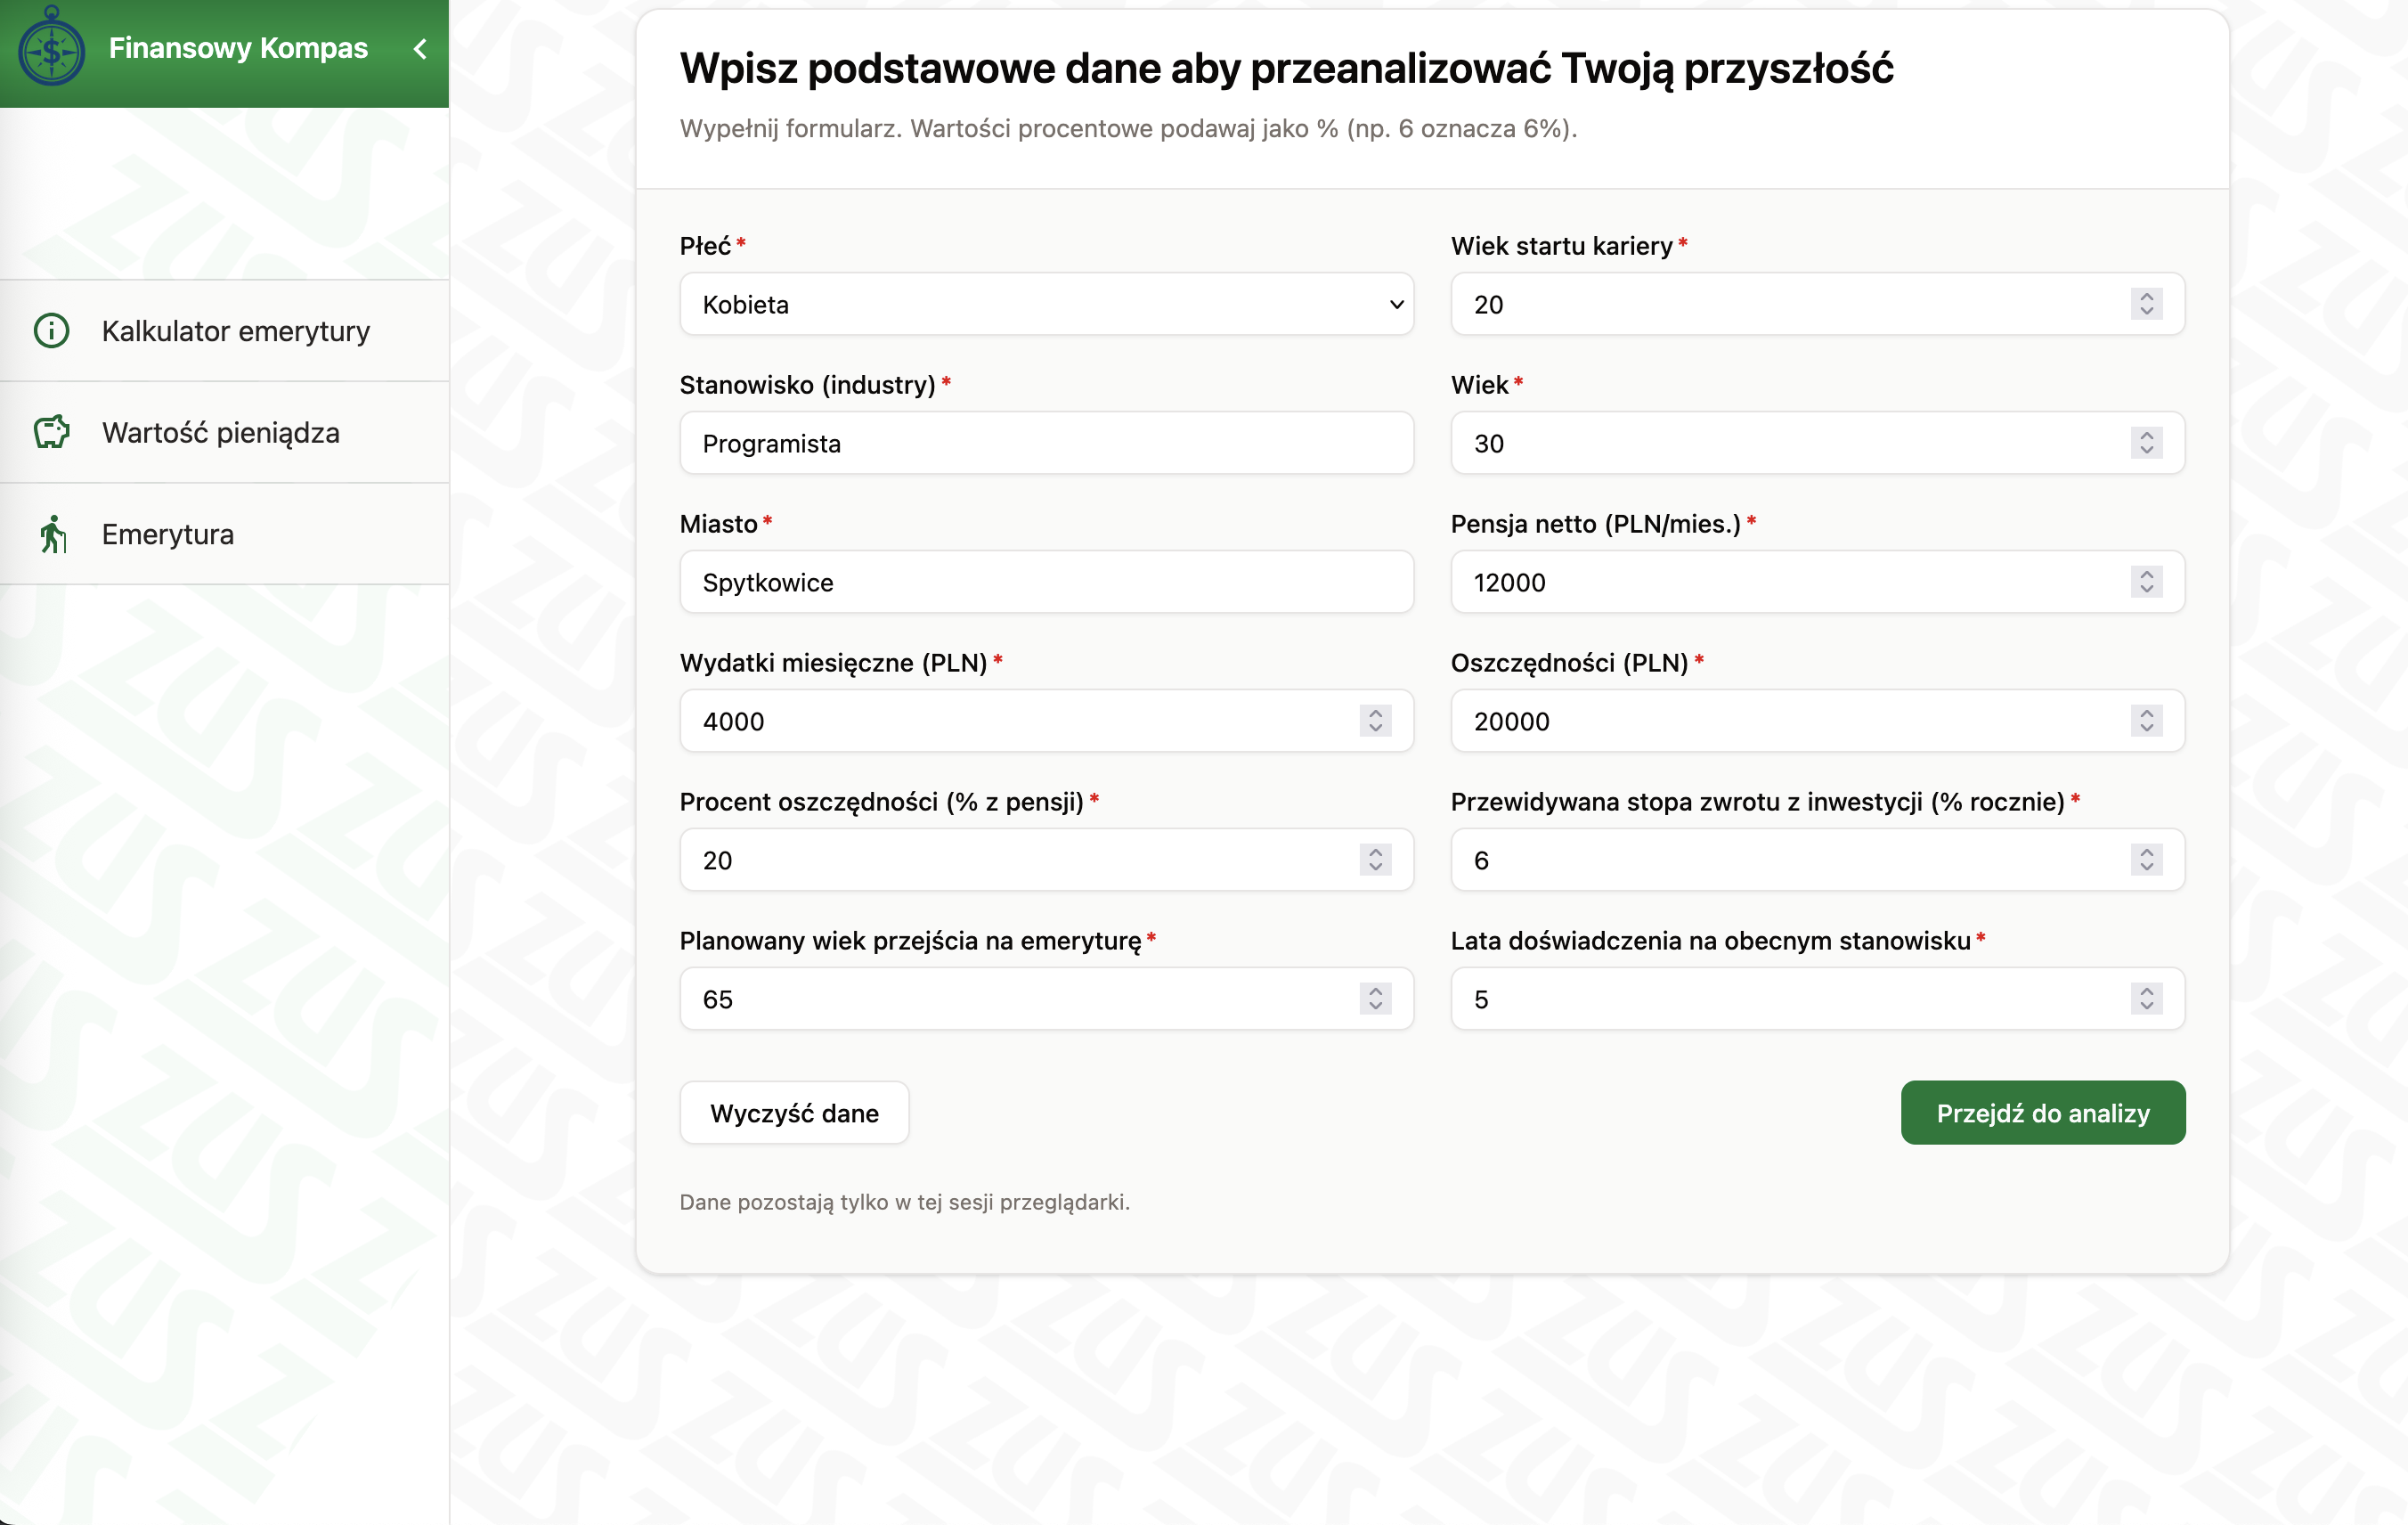 Finansowy Kompas
Kalkulator emerytury
Wartość pieniądza
Emerytura
Wpisz podstawowe dane aby przeanalizować Twoją przyszłość
Wypełnij formularz. Wartości procentowe podawaj jako % (np. 6 oznacza 6%).
Płeć*
Kobieta
Wiek startu kariery*
20
Stanowisko (industry)*
Programista
Wiek*
30
Miasto*
Spytkowice
Pensja netto (PLN/mies.)*
12000
Wydatki miesięczne (PLN)*
4000
Oszczędności (PLN)*
20000
Procent oszczędności (% z pensji)*
20
Przewidywana stopa zwrotu z inwestycji (% rocznie)*
6
Planowany wiek przejścia na emeryturę*
65
Lata doświadczenia na obecnym stanowisku*
5
Wyczyść dane
Przejdź do analizy
Dane pozostają tylko w tej sesji przeglądarki.
ZUS